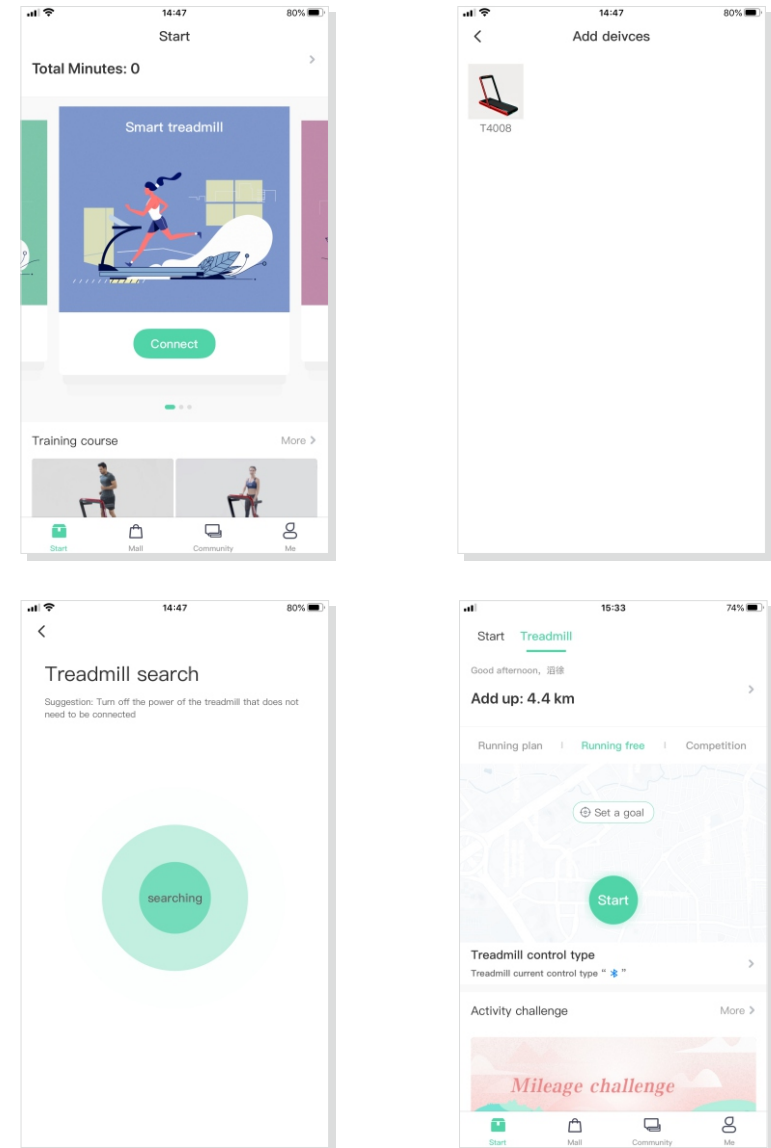 14:47
80%
Start
Total Minutes: 0
Smart treadmill
Connect
Training course
More
Start
Mall
Community
Me
14:47
80%
Add deivces
T4008
14:47
80%
Treadmill search
Suggestion: Turn off the power of the treadmill that does not
need to be connected
searching
15:33
74%
Start Treadmill
Good afternoon,
Add up: 4.4 km
Running plan
Running free
Competition
Set a goal
Start
Treadmill control type
Treadmill current control type " "
Activity challenge
More
Mileage challenge
Start
Mall
Community
Me